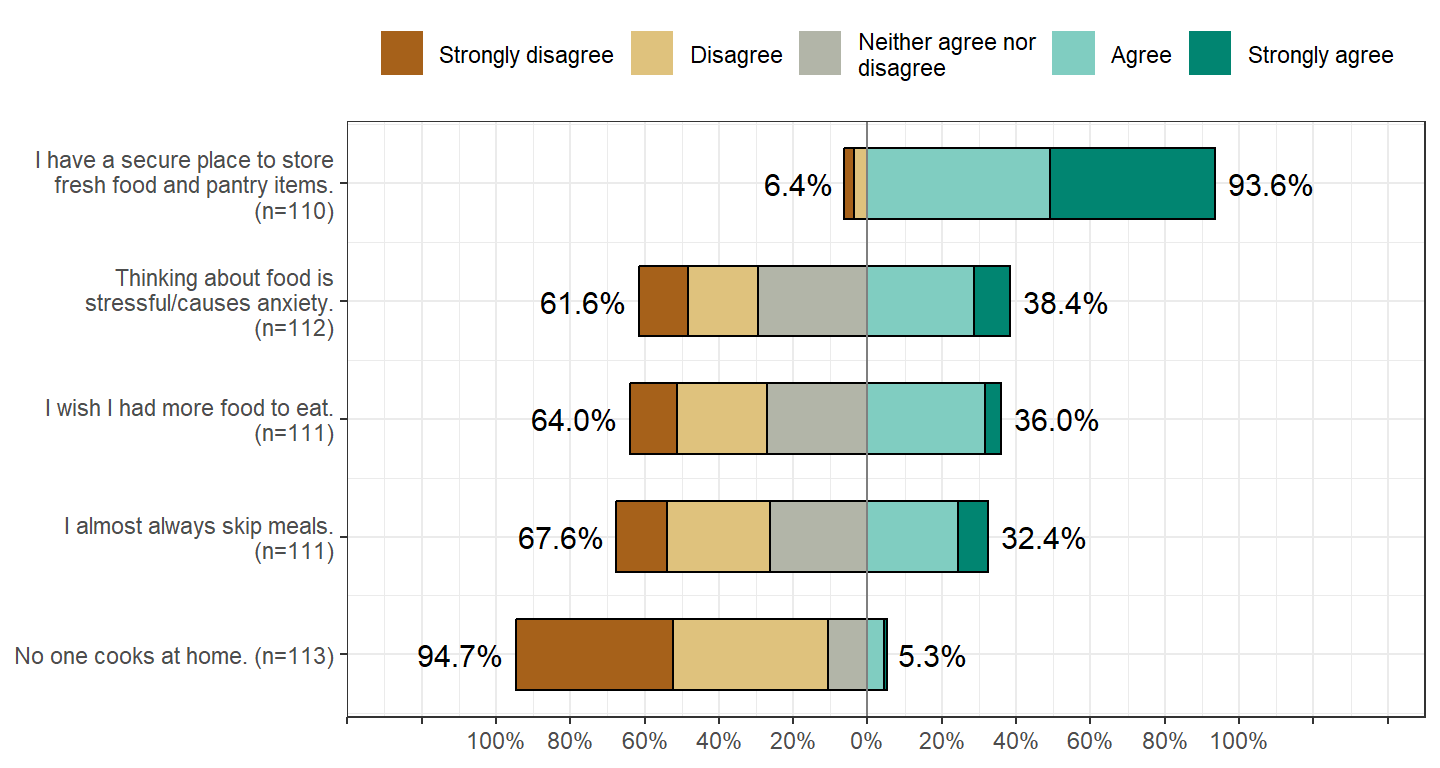 Strongly disagree
Disagree
Neither agree nor
disagree
Agree
Strongly agree
I have a secure place to store
fresh food and pantry items.
(n=110)
6.4%
93.6%
Thinking about food is
stressful/causes anxiety.
(n=112)
61.6%
38.4%
I wish I had more food to eat.
(n=111)
64.0%
36.0%
I almost always skip meals.
(n=111)
67.6%
32.4%
No one cooks at home. (n=113)
94.7%
5.3%
100% 80% 60% 40% 20% 0% 20% 40% 60% 80% 100%